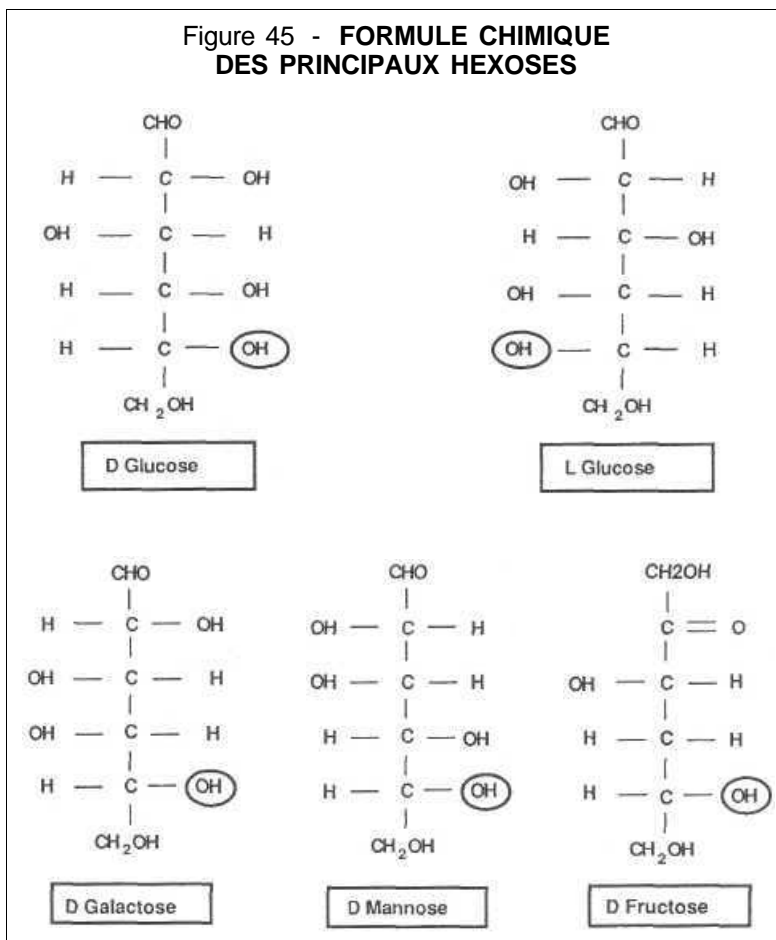 Figure 45 - FORMULE CHIMIQUE
DES PRINCIPAUX HEXOSES
CHO
H — C — OH
OH — C — H
H — C — OH
H — C — OH
CH2OH
D Glucose
CHO
OH — C — H
H — C — OH
OH — C — H
OH — C — H
CH2OH
L Glucose
CHO
H — C — OH
OH — C — H
OH — C — H
H — C — OH
CH2OH
D Galactose
CHO
OH — C — H
OH — C — H
H — C — OH
H — C — OH
CH2OH
D Mannose
CH2OH
C = O
OH — C — H
H — C — H
H — C — OH
CH2OH
D Fructose